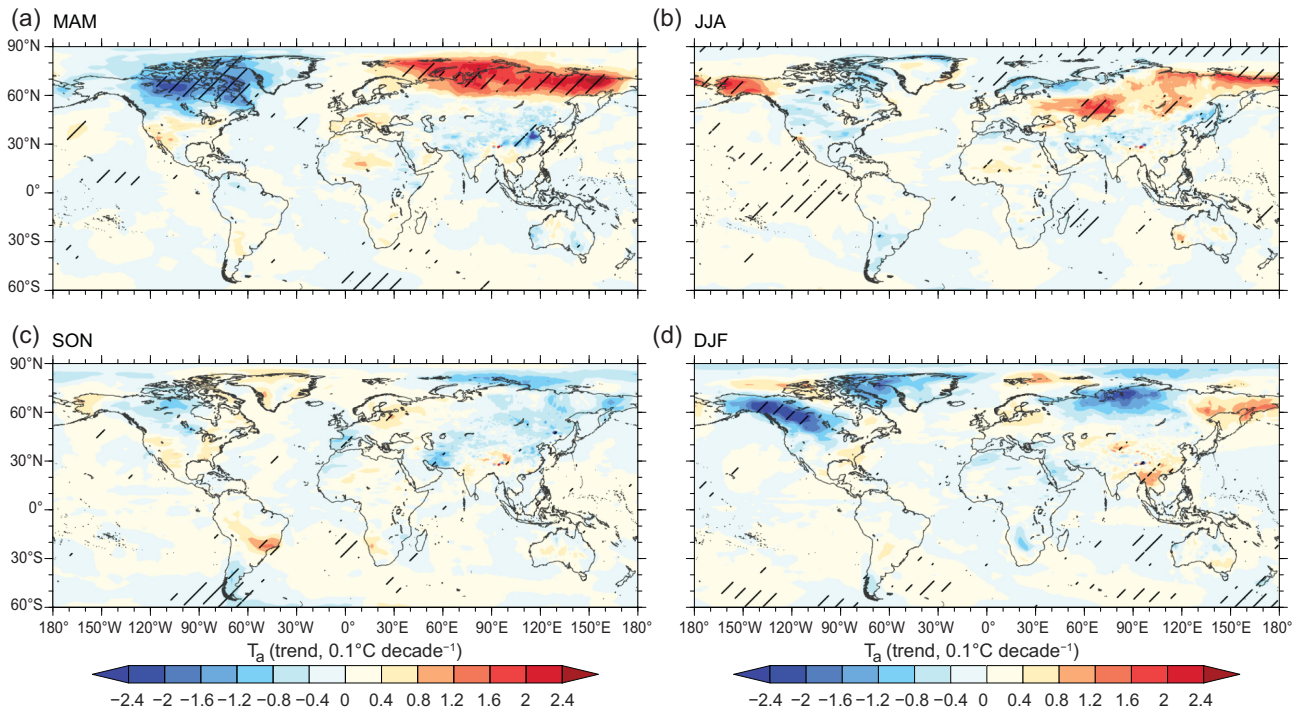 (a) MAM
(b) JJA
90°N
60°N
30°N
0°
30°S
60°S
(c) SON
(d) DJF
90°N
60°N
30°N
0°
30°S
60°S
180° 150°W 120°W 90°W 60°W 30°W 0° 30°E 60°E 90°E 120°E 150°E 180°
180° 150°W 120°W 90°W 60°W 30°W 0° 30°E 60°E 90°E 120°E 150°E 180°
Tₐ (trend, 0.1°C decade⁻¹)
Tₐ (trend, 0.1°C decade⁻¹)
−2.4 −2 −1.6 −1.2 −0.8 −0.4 0 0.4 0.8 1.2 1.6 2 2.4
−2.4 −2 −1.6 −1.2 −0.8 −0.4 0 0.4 0.8 1.2 1.6 2 2.4